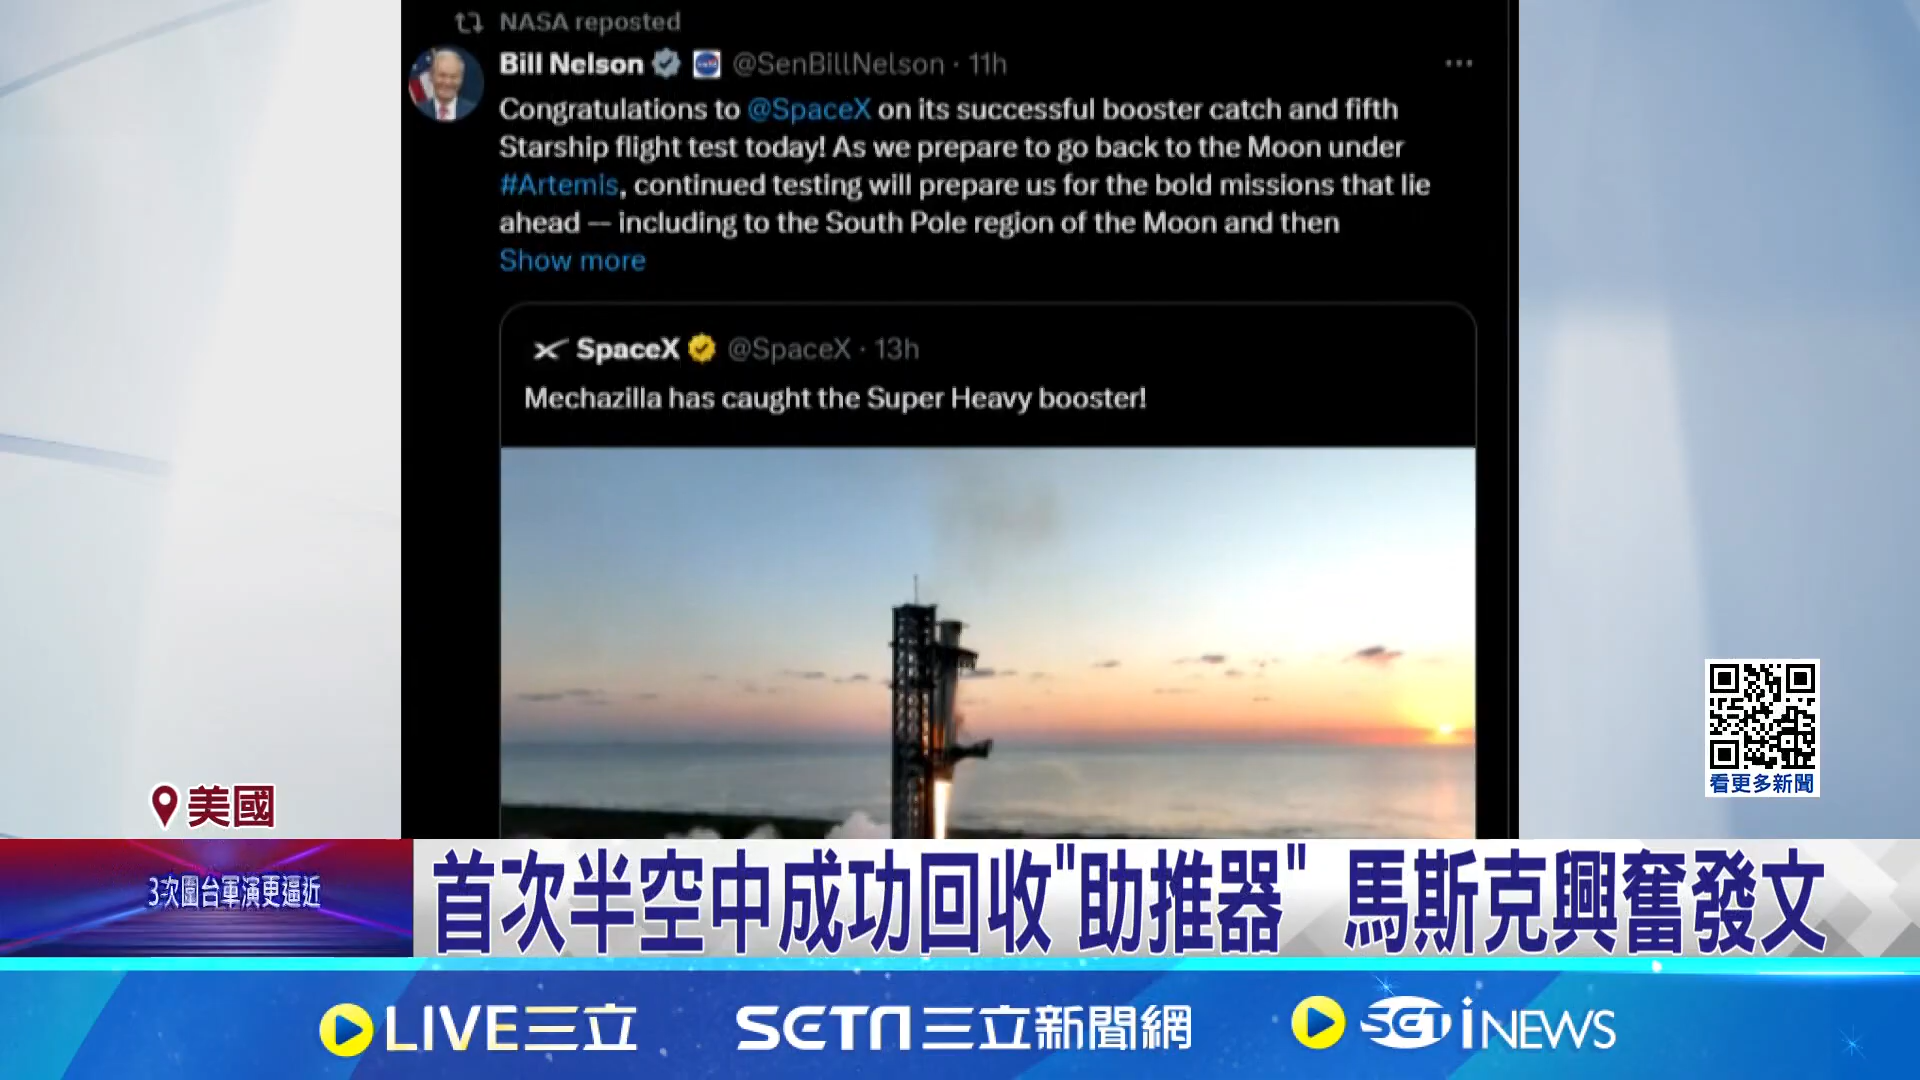 NASA reposted
Bill Nelson @SenBillNelson · 11h
Congratulations to @SpaceX on its successful booster catch and fifth
Starship flight test today! As we prepare to go back to the Moon under
#Artemis, continued testing will prepare us for the bold missions that lie
ahead — including to the South Pole region of the Moon and then
Show more
SpaceX @SpaceX · 13h
Mechazilla has caught the Super Heavy booster!
看更多新聞
美國
3次圍台軍演更逼近
首次半空中成功回收"助推器" 馬斯克興奮發文
LIVE三立
SETN三立新聞網
SET iNEWS